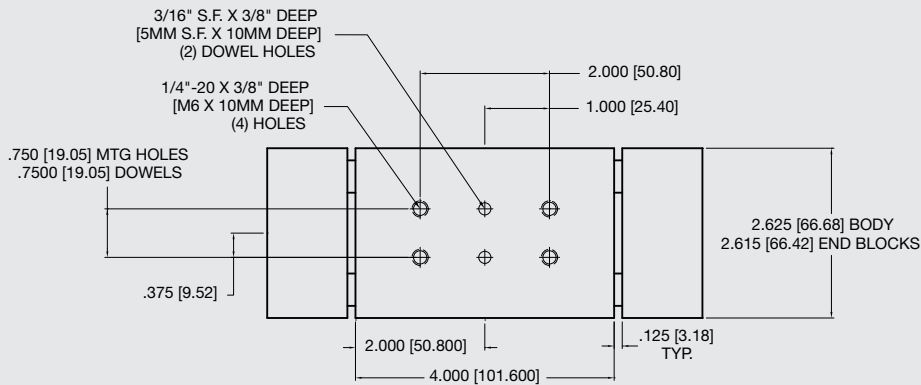 3/16" S.F. X 3/8" DEEP
[5MM S.F. X 10MM DEEP]
(2) DOWEL HOLES
1/4"-20 X 3/8" DEEP
[M6 X 10MM DEEP]
(4) HOLES
2.000 [50.80]
1.000 [25.40]
.750 [19.05] MTG HOLES
.7500 [19.05] DOWELS
2.625 [66.68] BODY
2.615 [66.42] END BLOCKS
.375 [9.52]
2.000 [50.800]
.125 [3.18]
TYP.
4.000 [101.600]